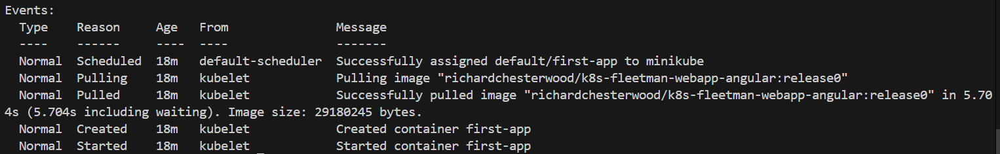 Events:
  Type    Reason     Age   From               Message
  ----    ------     ----  ----               -------
  Normal  Scheduled  18m   default-scheduler  Successfully assigned default/first-app to minikube
  Normal  Pulling    18m   kubelet            Pulling image "richardchesterwood/k8s-fleetman-webapp-angular:release0"
  Normal  Pulled     18m   kubelet            Successfully pulled image "richardchesterwood/k8s-fleetman-webapp-angular:release0" in 5.70
4s (5.704s including waiting). Image size: 29180245 bytes.
  Normal  Created    18m   kubelet            Created container first-app
  Normal  Started    18m   kubelet            Started container first-app